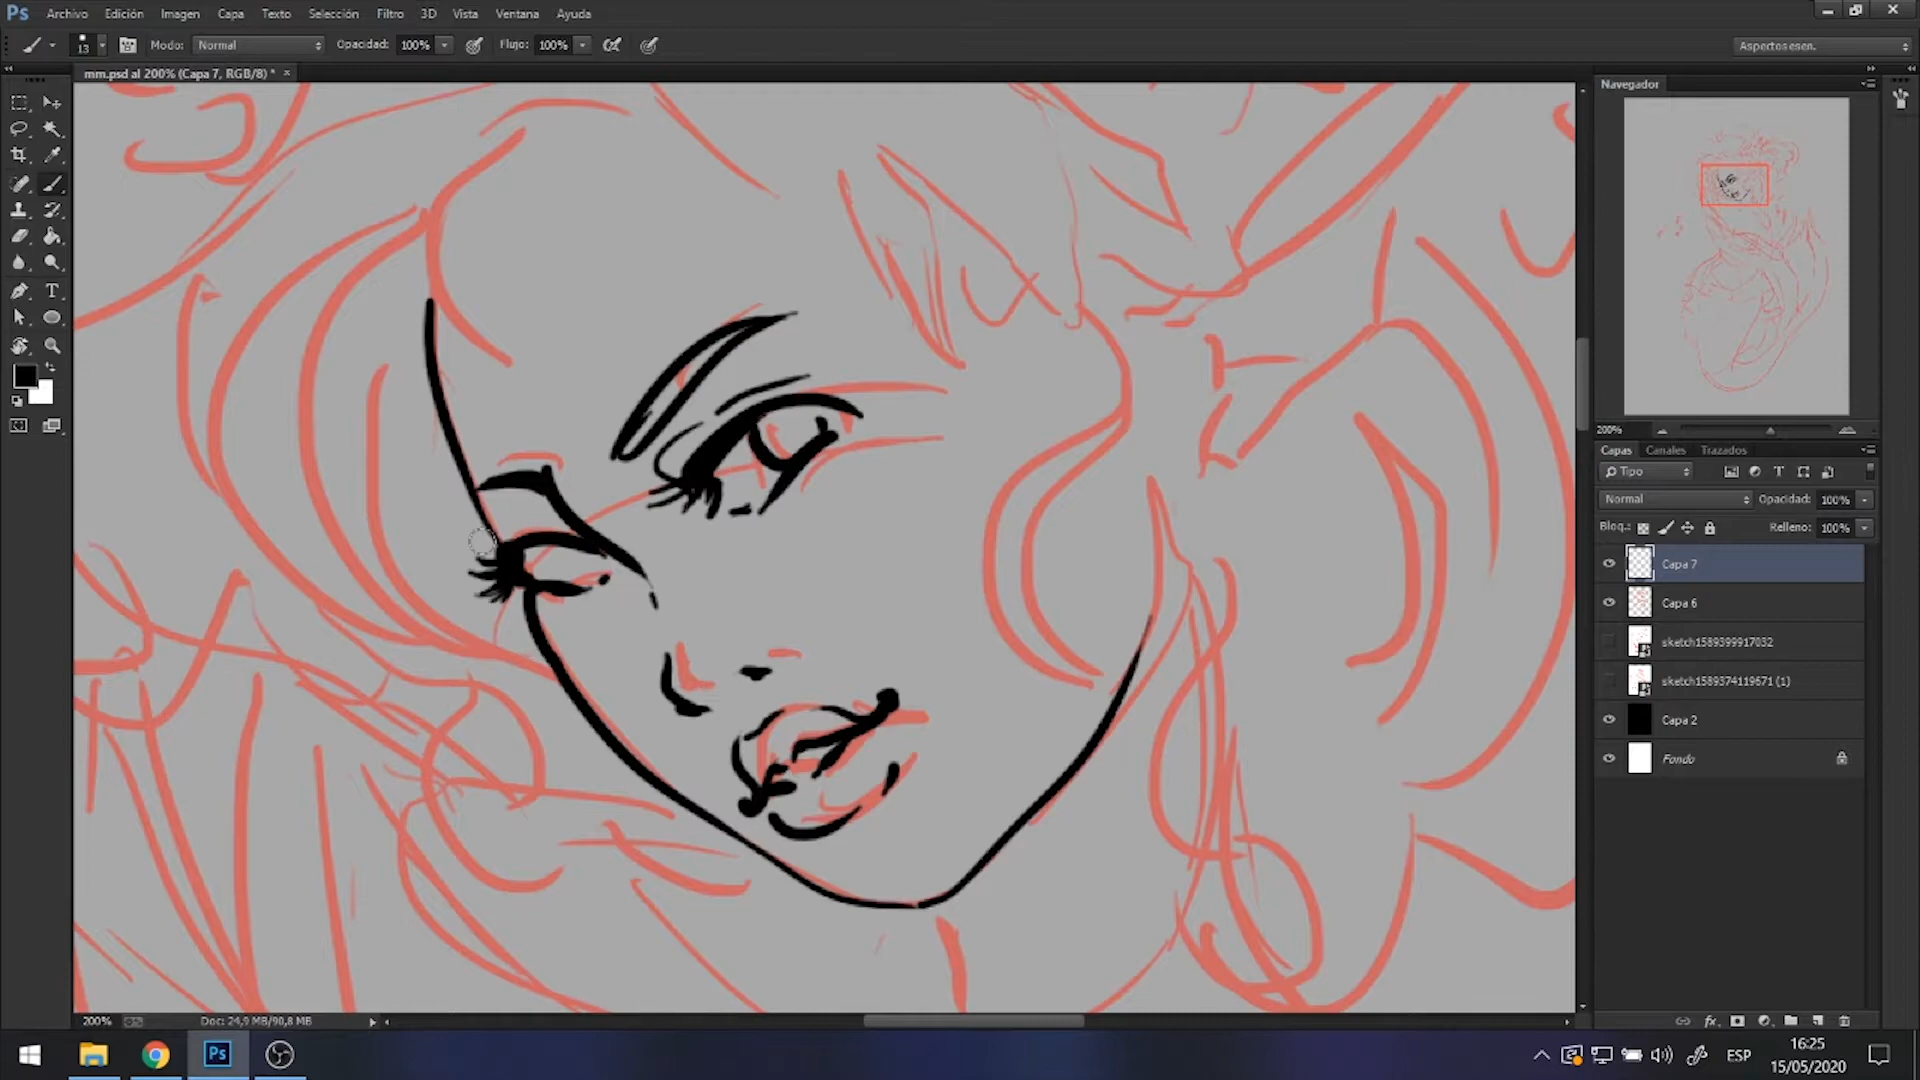 Ps Archivo Edición Imagen Capa Texto Selección Filtro 3D Vista Ventana Ayuda
13 Modo: Normal Opacidad: 100% Flujo: 100% Aspectos esen.
mm.psd al 200% (Capa 7, RGB/8) * ×
Navegador
200%
Capas Canales Trazados
Tipo
Normal Opacidad: 100%
Bloq.: Relleno: 100%
Capa 7
Capa 6
sketch1589399917032
sketch1589374119671 (1)
Capa 2
Fondo
200% Doc: 24,9 MB/90,8 MB
fx
Ps ESP 16:25
15/05/2020